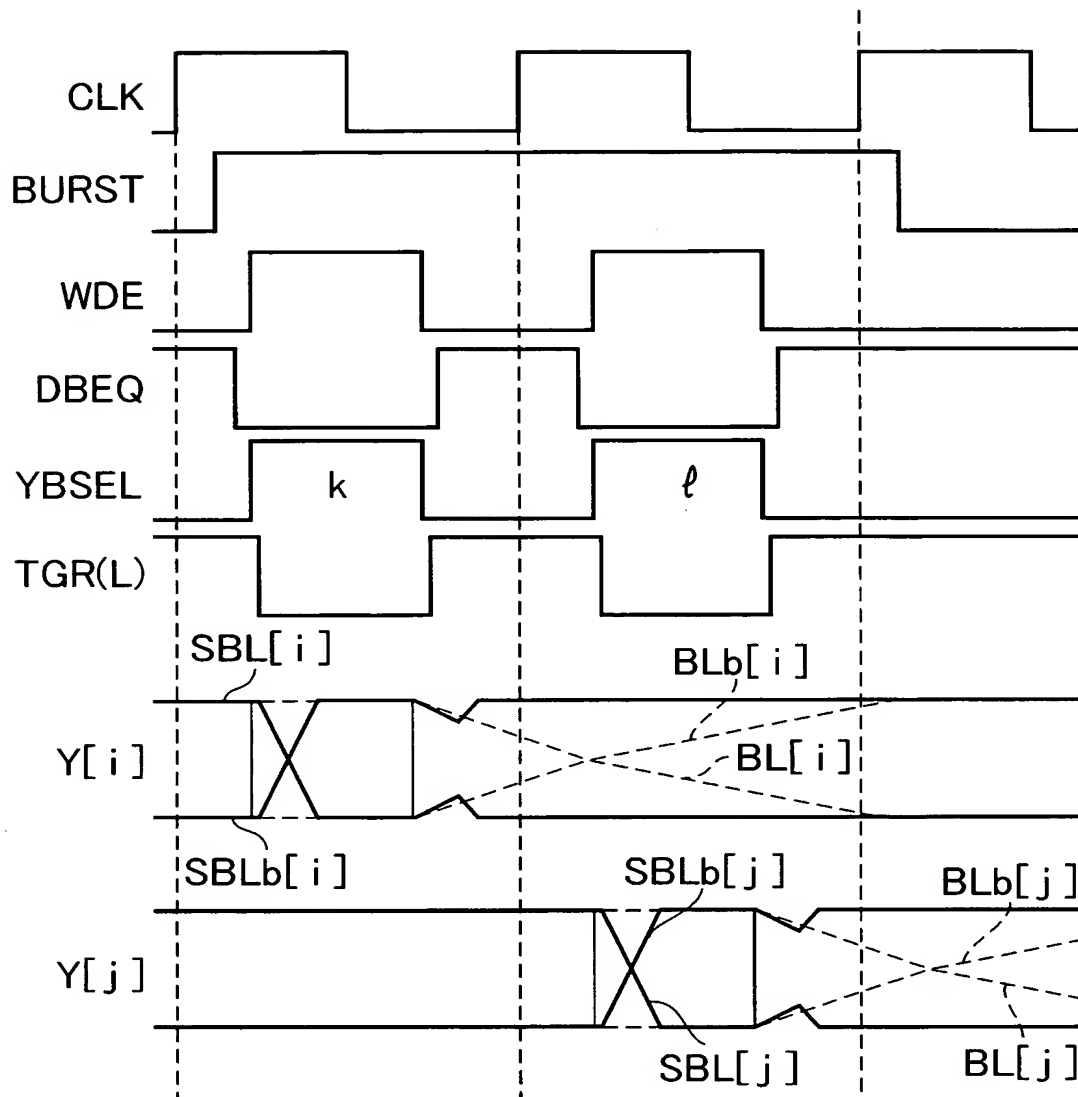 CLK
BURST
WDE
DBEQ
YBSEL
k
ℓ
TGR(L)
SBL[i]
BLb[i]
Y[i]
BL[i]
SBLb[i]
SBLb[j]
BLb[j]
Y[j]
SBL[j]
BL[j]